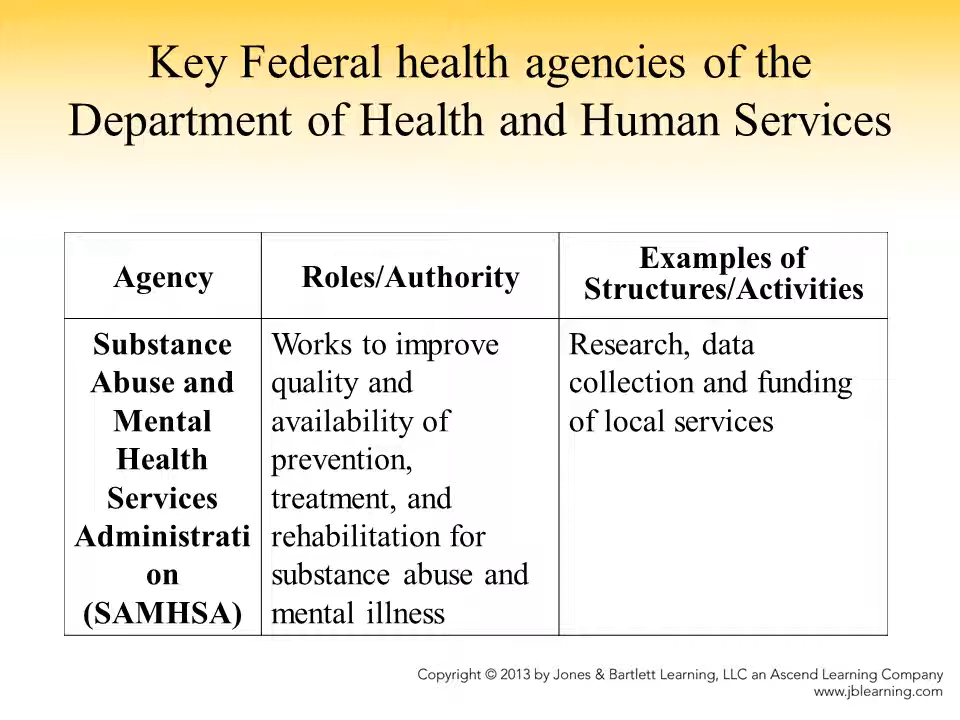 Key Federal health agencies of the
Department of Health and Human Services
Agency
Roles/Authority
Examples of
Structures/Activities
Substance
Abuse and
Mental
Health
Services
Administrati
on
(SAMHSA)
Works to improve
quality and
availability of
prevention,
treatment, and
rehabilitation for
substance abuse and
mental illness
Research, data
collection and funding
of local services
Copyright © 2013 by Jones & Bartlett Learning, LLC an Ascend Learning Company
www.jblearning.com